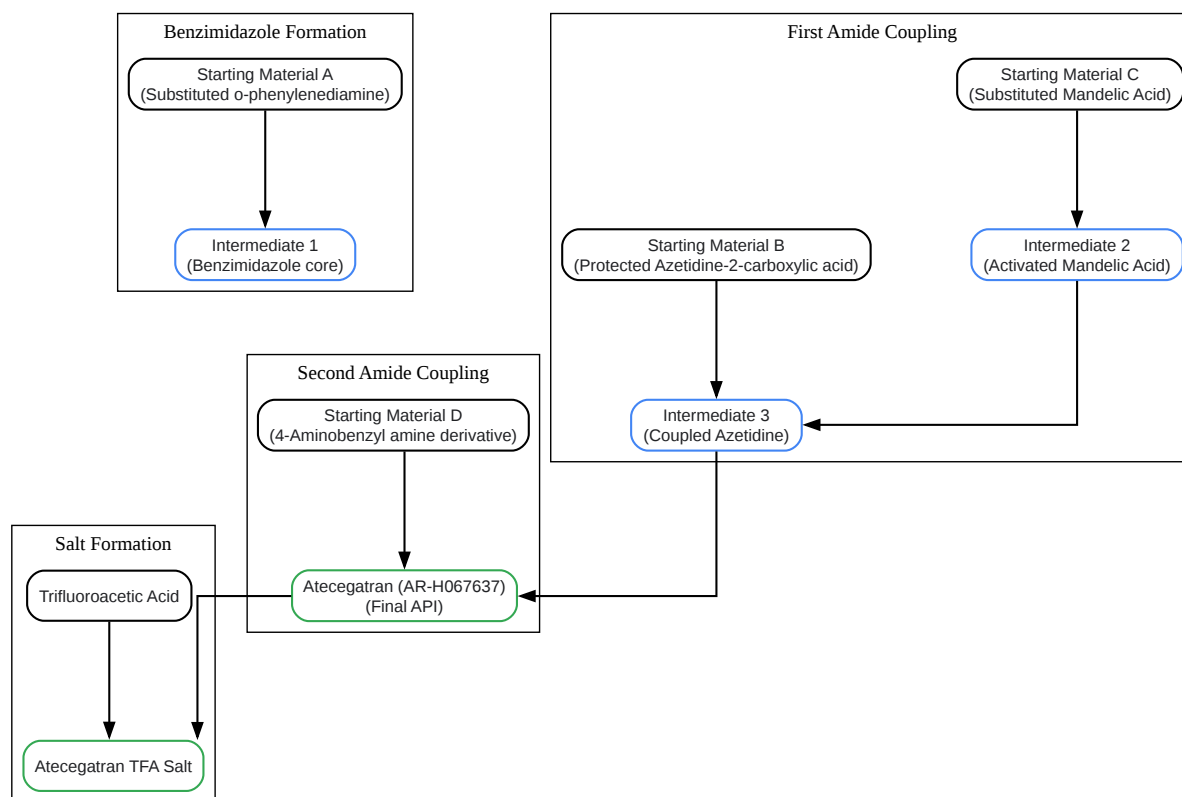 Benzimidazole Formation
Starting Material A
(Substituted o-phenylenediamine)
Intermediate 1
(Benzimidazole core)
First Amide Coupling
Starting Material C
(Substituted Mandelic Acid)
Starting Material B
(Protected Azetidine-2-carboxylic acid)
Intermediate 2
(Activated Mandelic Acid)
Intermediate 3
(Coupled Azetidine)
Second Amide Coupling
Starting Material D
(4-Aminobenzyl amine derivative)
Atecegatran (AR-H067637)
(Final API)
Salt Formation
Trifluoroacetic Acid
Atecegatran TFA Salt